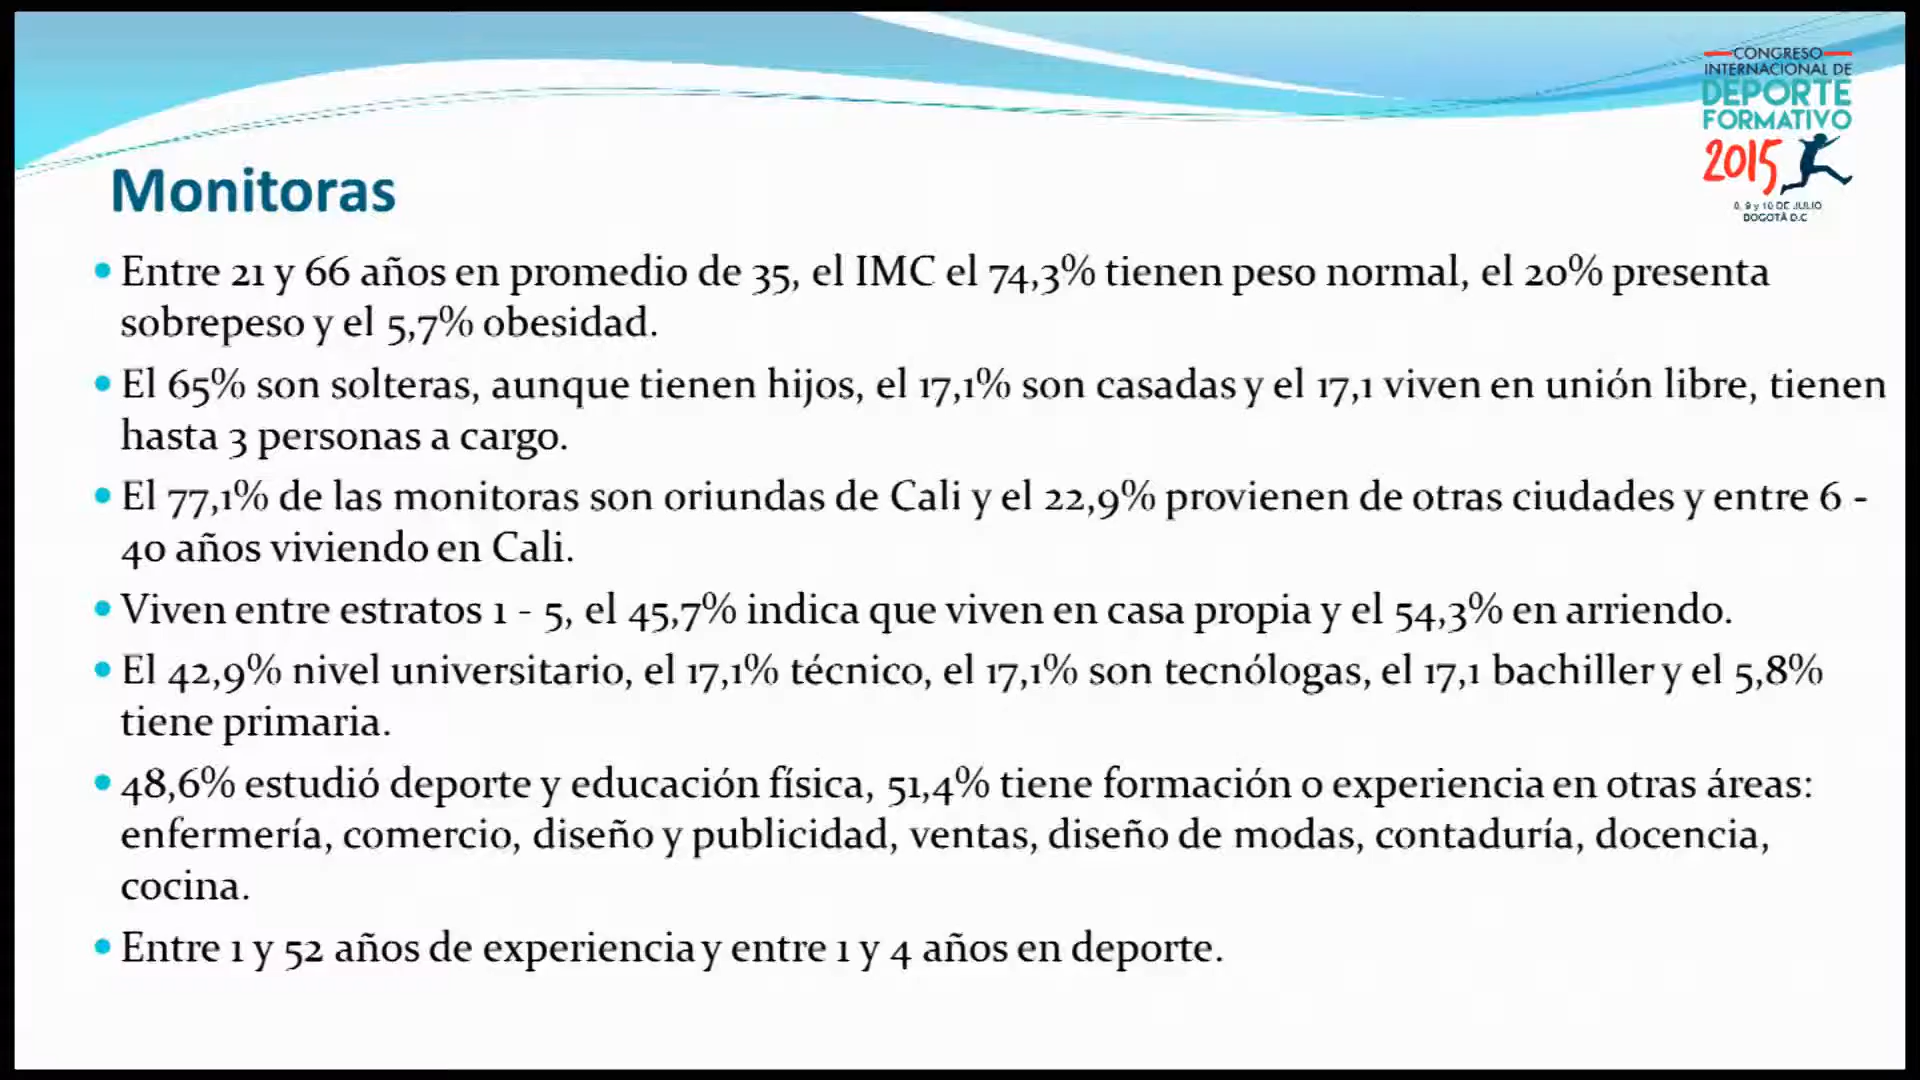 CONGRESO
INTERNACIONAL DE
DEPORTE
FORMATIVO
2015
8, 9 y 10 DE JULIO
BOGOTÁ D.C
Monitoras
Entre 21 y 66 años en promedio de 35, el IMC el 74,3% tienen peso normal, el 20% presenta
sobrepeso y el 5,7% obesidad.
El 65% son solteras, aunque tienen hijos, el 17,1% son casadas y el 17,1 viven en unión libre, tienen
hasta 3 personas a cargo.
El 77,1% de las monitoras son oriundas de Cali y el 22,9% provienen de otras ciudades y entre 6 -
40 años viviendo en Cali.
Viven entre estratos 1 - 5, el 45,7% indica que viven en casa propia y el 54,3% en arriendo.
El 42,9% nivel universitario, el 17,1% técnico, el 17,1% son tecnólogas, el 17,1 bachiller y el 5,8%
tiene primaria.
48,6% estudió deporte y educación física, 51,4% tiene formación o experiencia en otras áreas:
enfermería, comercio, diseño y publicidad, ventas, diseño de modas, contaduría, docencia,
cocina.
Entre 1 y 52 años de experiencia y entre 1 y 4 años en deporte.